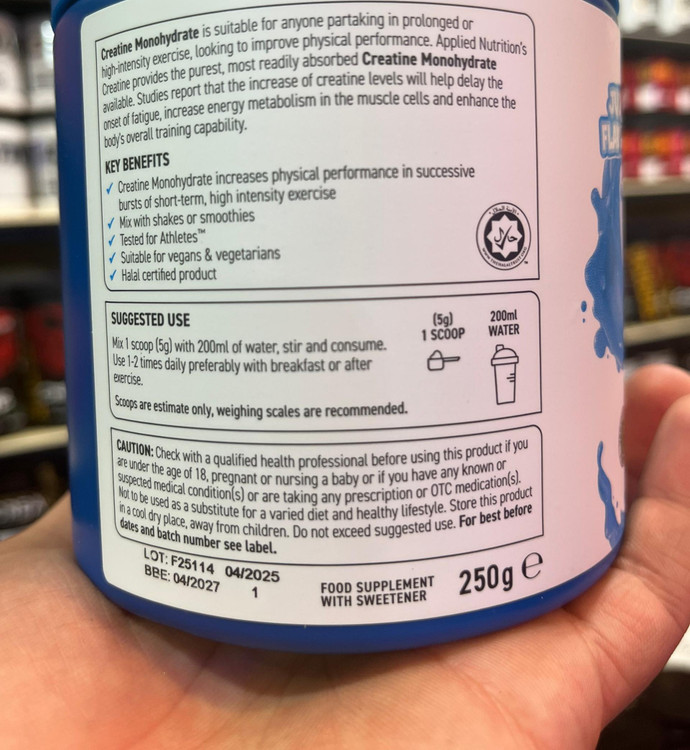 Creatine Monohydrate is suitable for anyone partaking in prolonged or
high-intensity exercise, looking to improve physical performance. Applied Nutrition's
Creatine provides the purest, most readily absorbed Creatine Monohydrate
available. Studies report that the increase of creatine levels will help delay the
onset of fatigue, increase energy metabolism in the muscle cells and enhance the
body's overall training capability.
KEY BENEFITS
✓ Creatine Monohydrate increases physical performance in successive
bursts of short-term, high intensity exercise
✓ Mix with shakes or smoothies
✓ Tested for Athletes™
✓ Suitable for vegans & vegetarians
✓ Halal certified product
حلال
SUGGESTED USE
Mix 1 scoop (5g) with 200ml of water, stir and consume.
Use 1-2 times daily preferably with breakfast or after
exercise.
Scoops are estimate only, weighing scales are recommended.
(5g)
1 SCOOP
200ml
WATER
CAUTION: Check with a qualified health professional before using this product if you
are under the age of 18, pregnant or nursing a baby or if you have any known or
suspected medical condition(s) or are taking any prescription or OTC medication(s).
Not to be used as a substitute for a varied diet and healthy lifestyle. Store this product
in a cool dry place, away from children. Do not exceed suggested use. For best before
dates and batch number see label.
LOT: F25114 04/2025
BBE: 04/2027 1
FOOD SUPPLEMENT
WITH SWEETENER
250g e